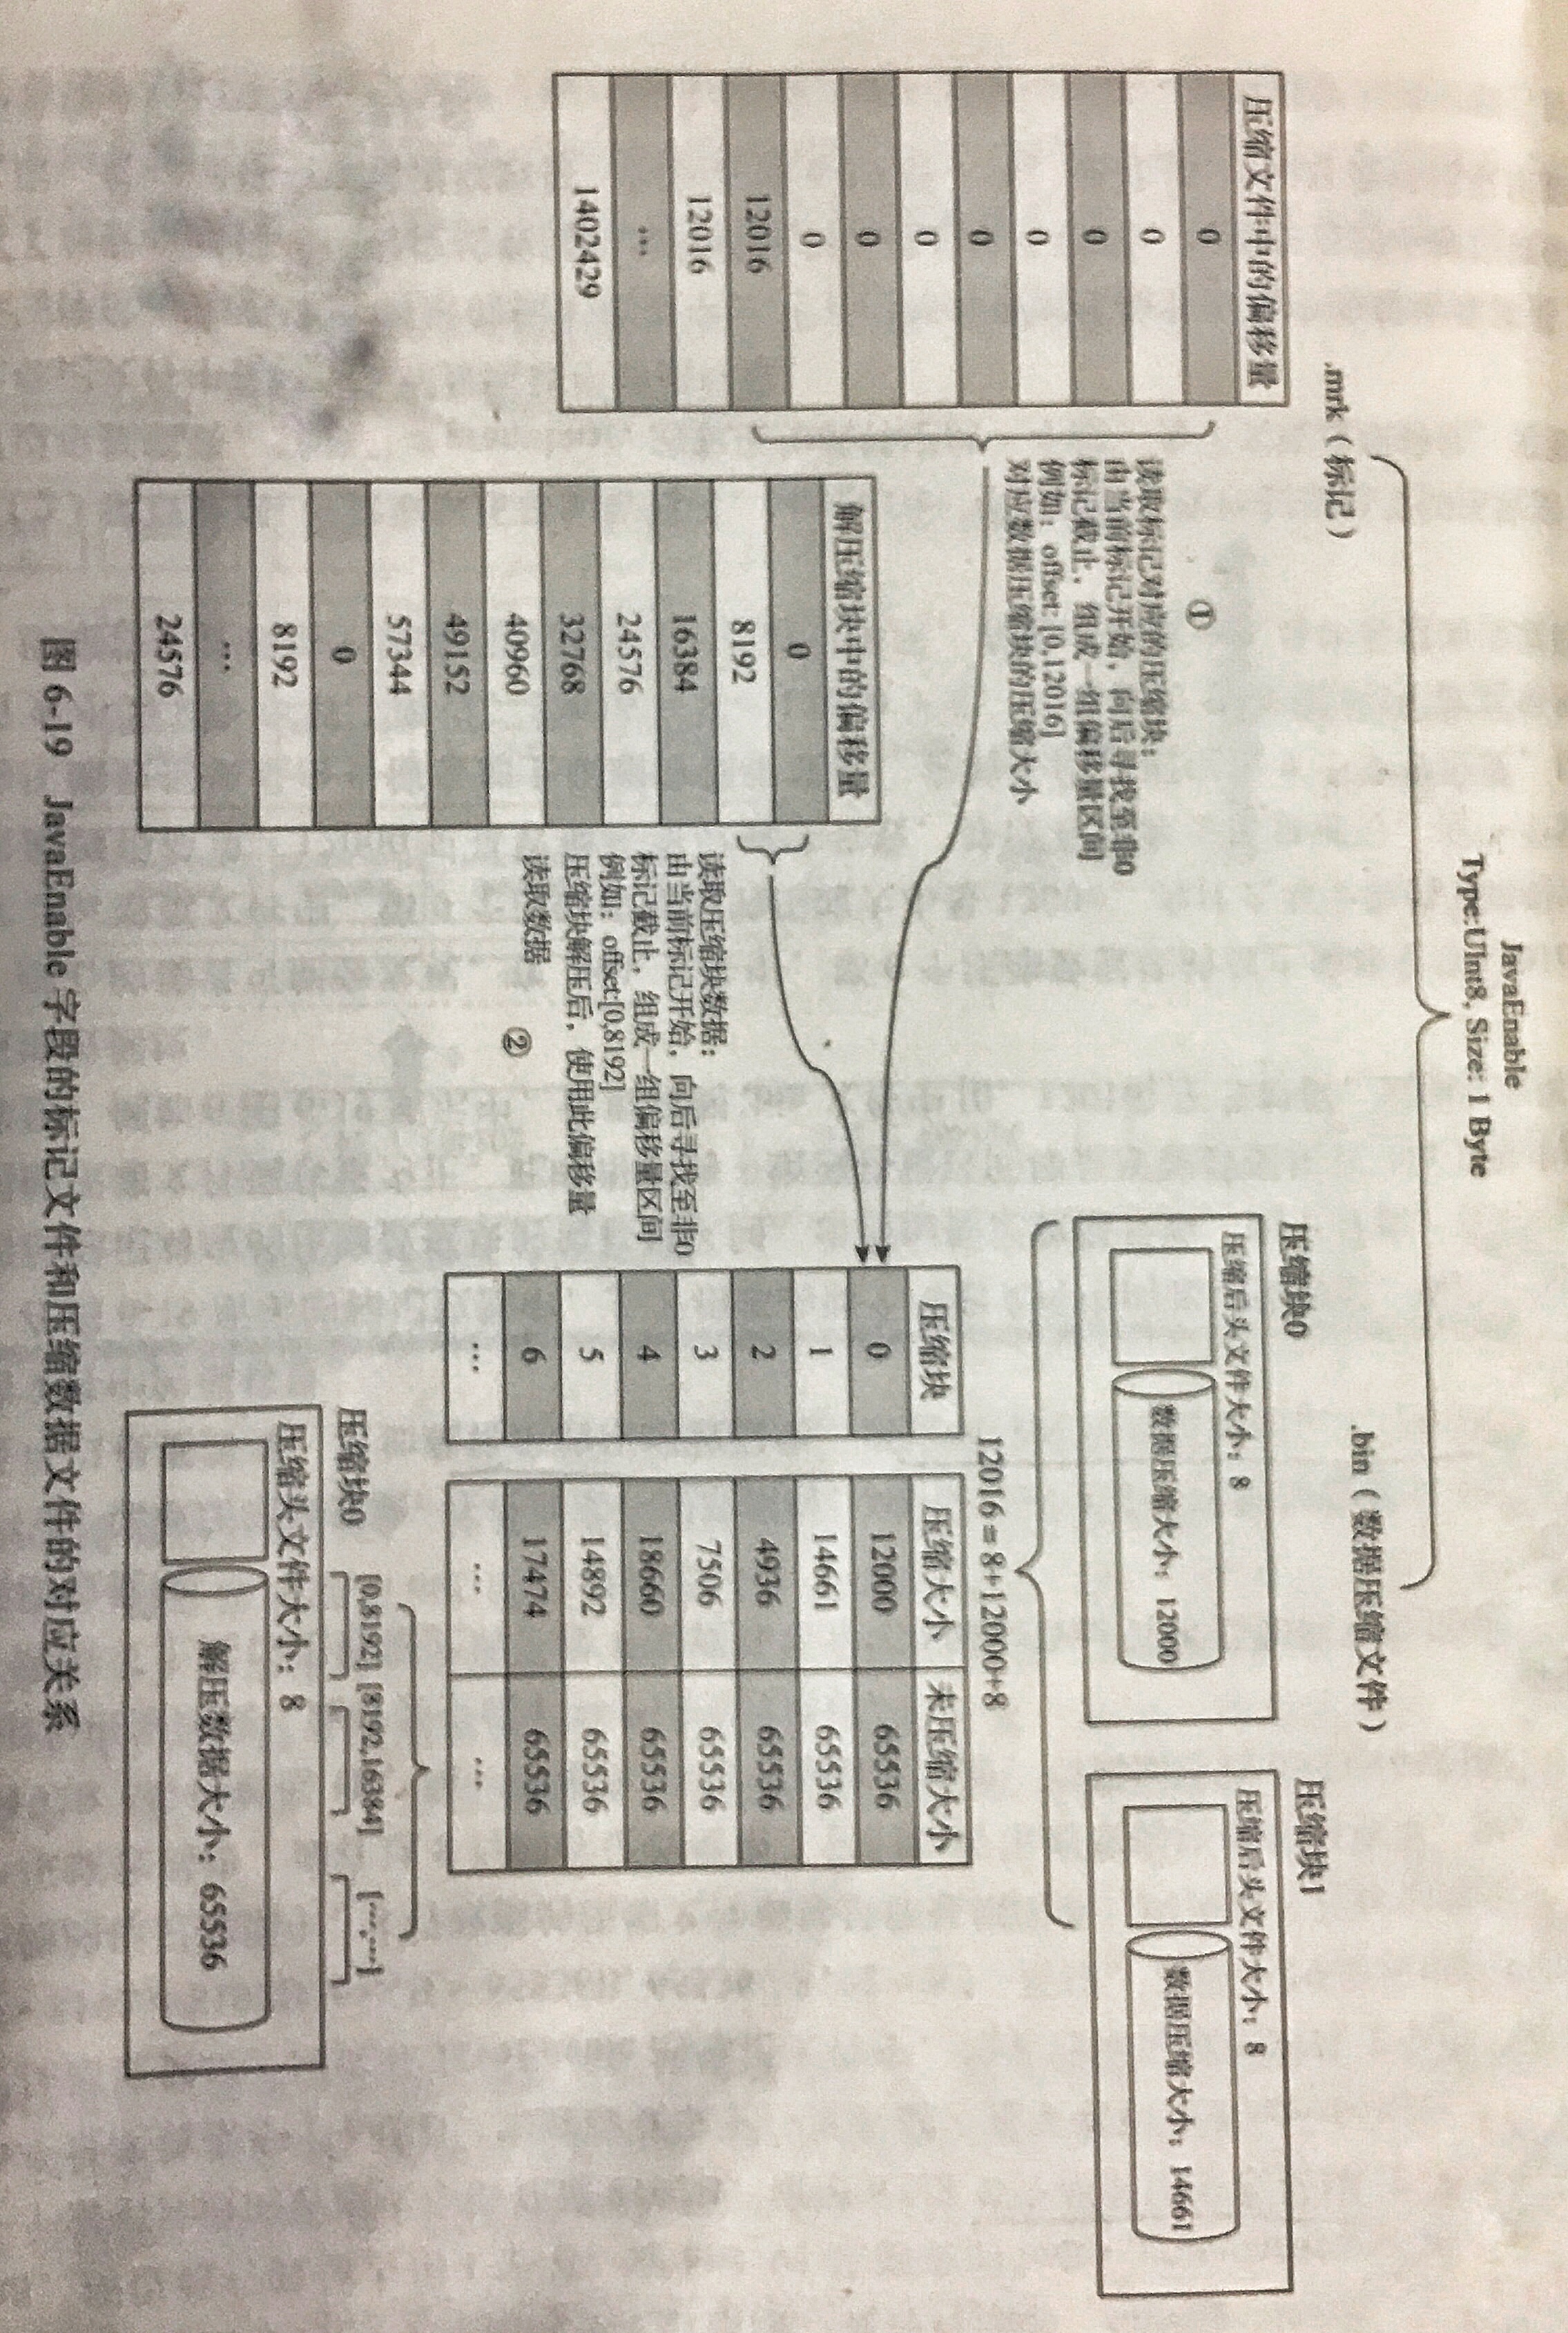 JavaEnable
Type:UInt8, Size: 1 Byte
.mrk（标记）
.bin（数据压缩文件）
压缩文件中的偏移量
0
0
0
0
0
0
0
0
12016
12016
…
1402429
①
读取标记对应的压缩块：
由当前标记开始，向后寻找至非0
标记截止，组成一组偏移量区间
例如：offset: [0,12016]
对应数据压缩块的压缩大小
解压缩块中的偏移量
0
8192
16384
24576
32768
40960
49152
57344
0
8192
…
24576
读取压缩块数据：
由当前标记开始，向后寻找至非0
标记截止，组成一组偏移量区间
例如：offset:[0,8192]
压缩块解压后，使用此偏移量
读取数据
②
压缩块0
压缩后头文件大小：8
数据压缩大小：12000
压缩块1
压缩后头文件大小：8
数据压缩大小：14661
12016 = 8+12000+8
压缩块 压缩大小 未压缩大小
0 12000 65536
1 14661 65536
2 4936 65536
3 7506 65536
4 18660 65536
5 14892 65536
6 17474 65536
… … …
[0,8192] [8192,16384] […,…]
压缩块0
压缩头文件大小：8
解压数据大小：65536
图 6-19 JavaEnable 字段的标记文件和压缩数据文件的对应关系